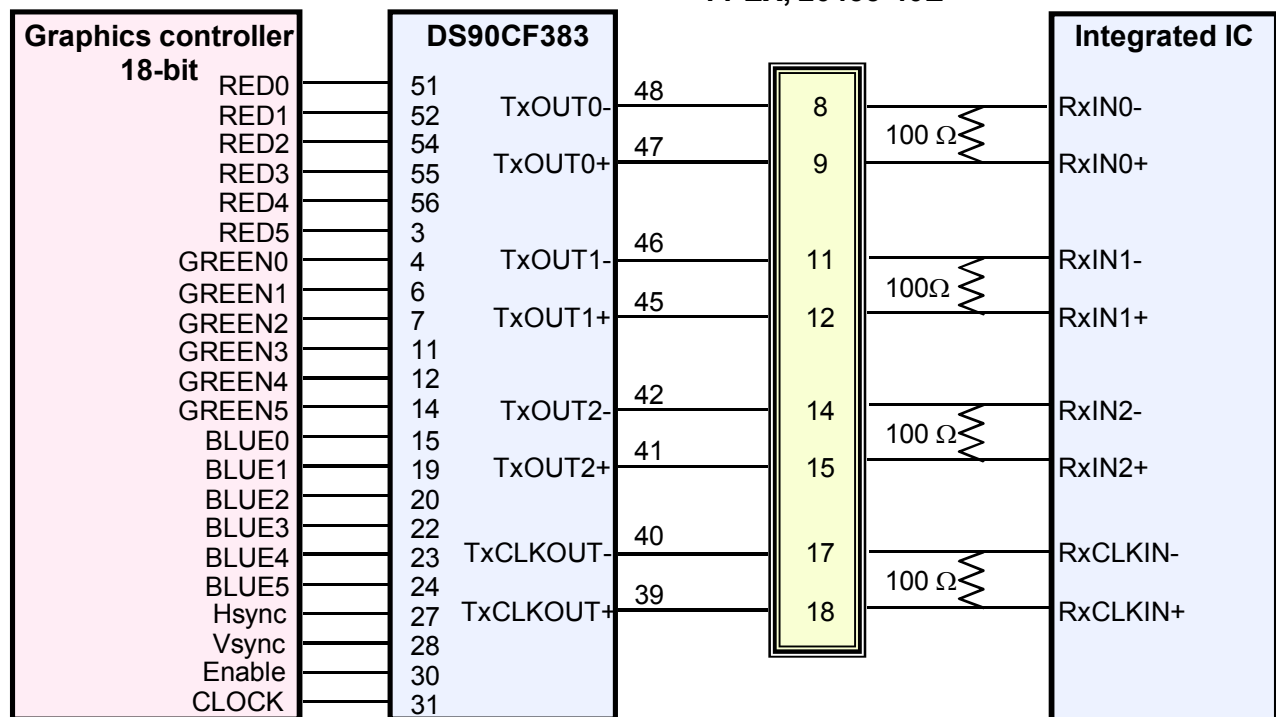 Graphics controller
18-bit
RED0
RED1
RED2
RED3
RED4
RED5
GREEN0
GREEN1
GREEN2
GREEN3
GREEN4
GREEN5
BLUE0
BLUE1
BLUE2
BLUE3
BLUE4
BLUE5
Hsync
Vsync
Enable
CLOCK
DS90CF383
51
52
54
55
56
3
4
6
7
11
12
14
15
19
20
22
23
24
27
28
30
31
TxOUT0-
TxOUT0+
TxOUT1-
TxOUT1+
TxOUT2-
TxOUT2+
TxCLKOUT-
TxCLKOUT+
48
47
46
45
42
41
40
39
8
9
11
12
14
15
17
18
100 Ω
100Ω
100 Ω
100 Ω
Integrated IC
RxIN0-
RxIN0+
RxIN1-
RxIN1+
RxIN2-
RxIN2+
RxCLKIN-
RxCLKIN+